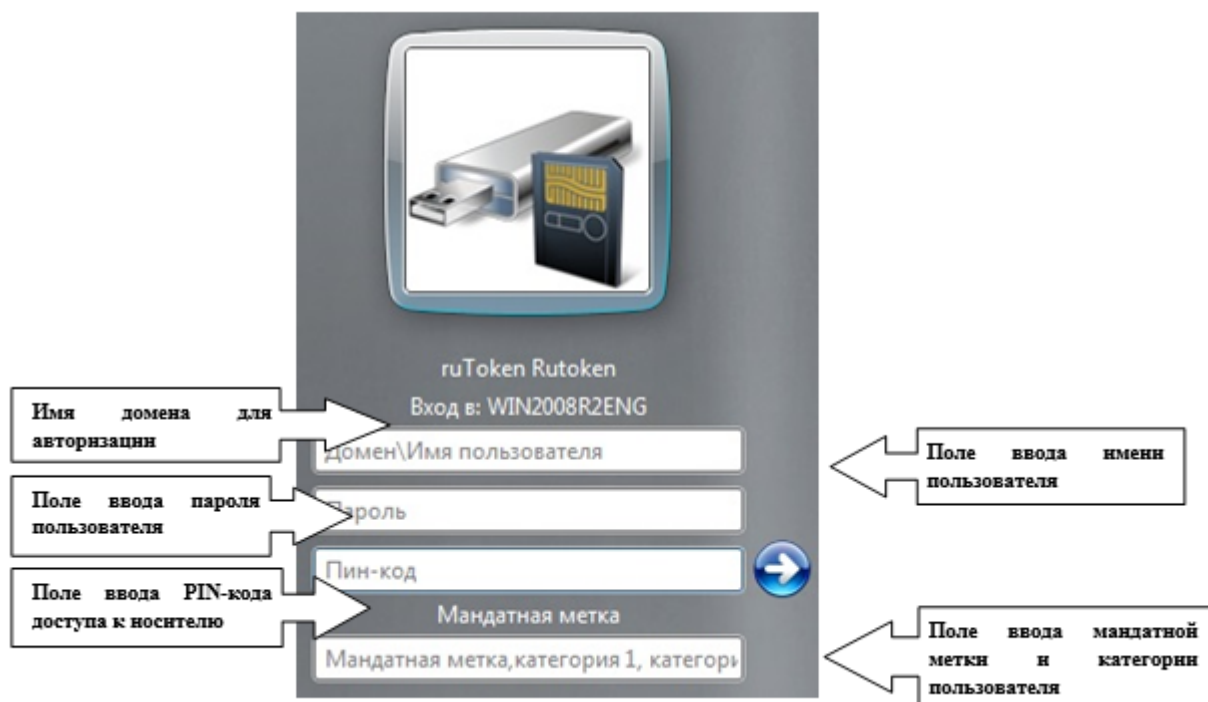 ruToken Rutoken
Вход в: WIN2008R2ENG
Имя домена для
авторизации
Домен\Имя пользователя
Поле ввода имени
пользователя
Поле ввода пароля
пользователя
Пароль
Пин-код
Поле ввода PIN-кода
доступа к носителю
Мандатная метка
Мандатная метка,категория 1, категори
Поле ввода мандатной
метки и категории
пользователя